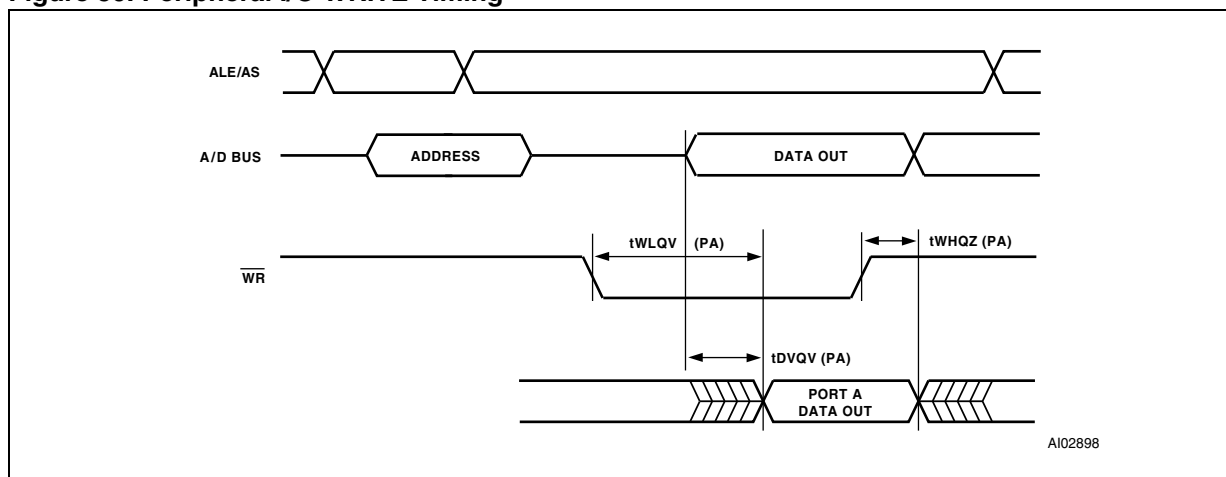 ALE/AS
A/D BUS
ADDRESS
DATA OUT
tWLQV (PA)
tWHQZ (PA)
WR
tDVQV (PA)
PORT A
DATA OUT
AI02898